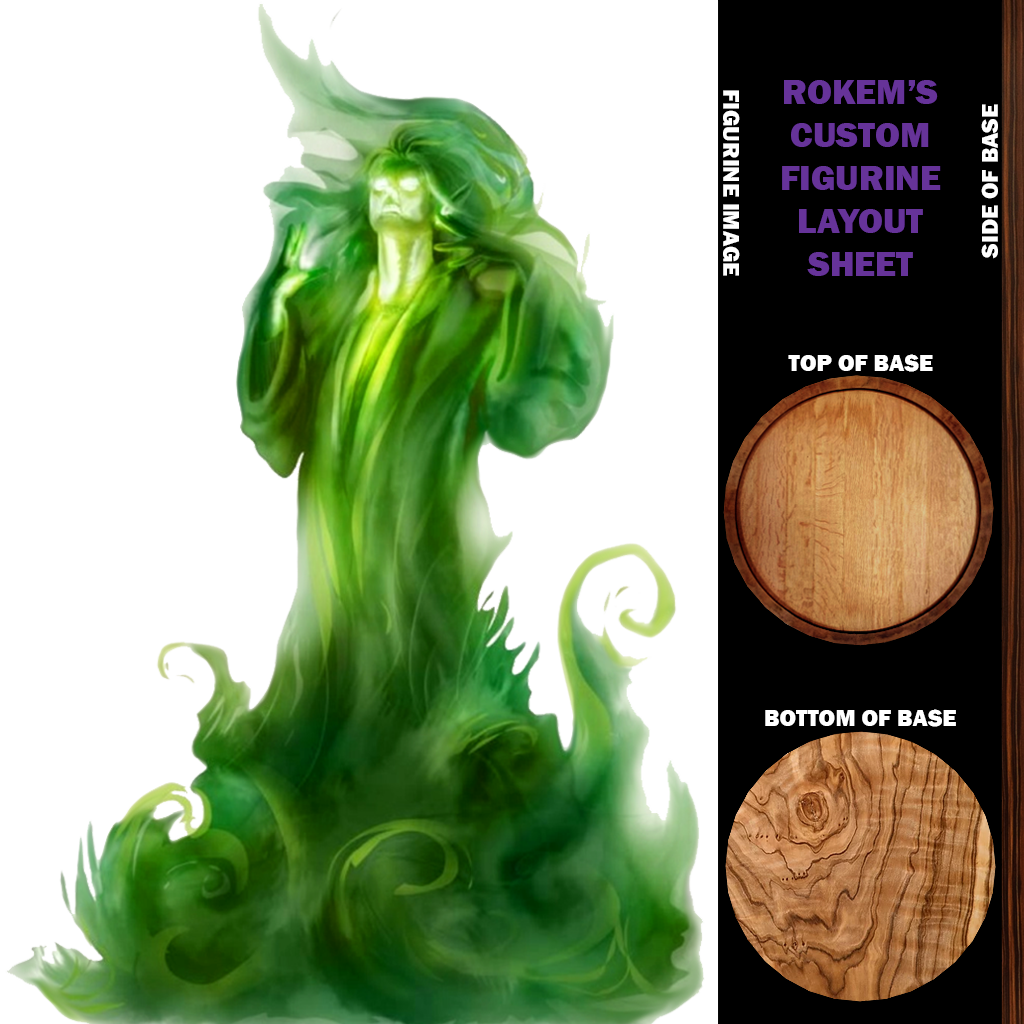 ROKEM'S
CUSTOM
FIGURINE
LAYOUT
SHEET
FIGURINE IMAGE
SIDE OF BASE
TOP OF BASE
BOTTOM OF BASE